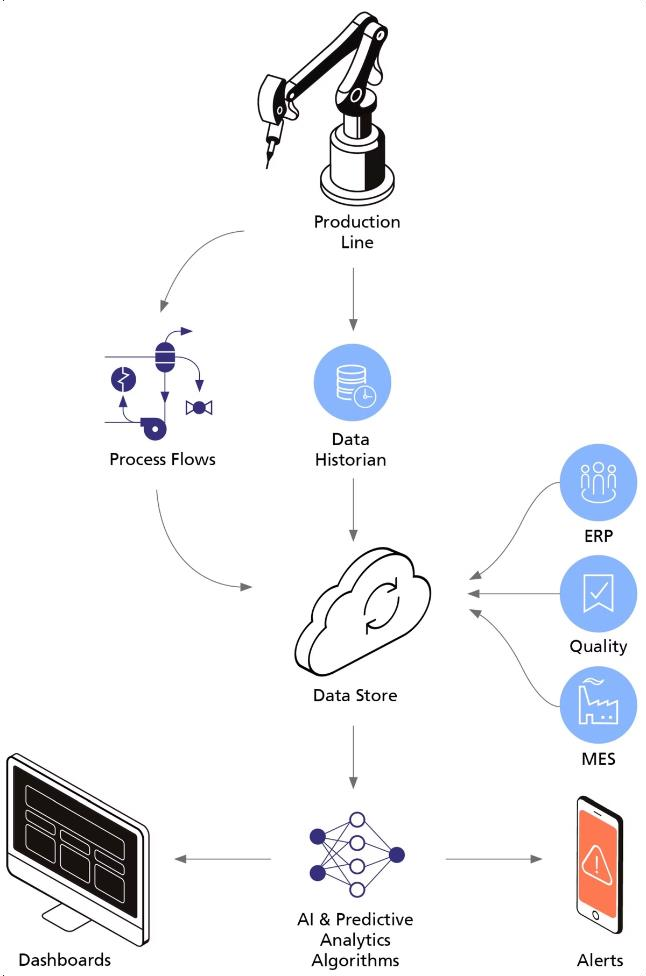 Production
Line
Process Flows
Data
Historian
ERP
Quality
MES
Data Store
AI & Predictive
Analytics
Algorithms
Dashboards
Alerts